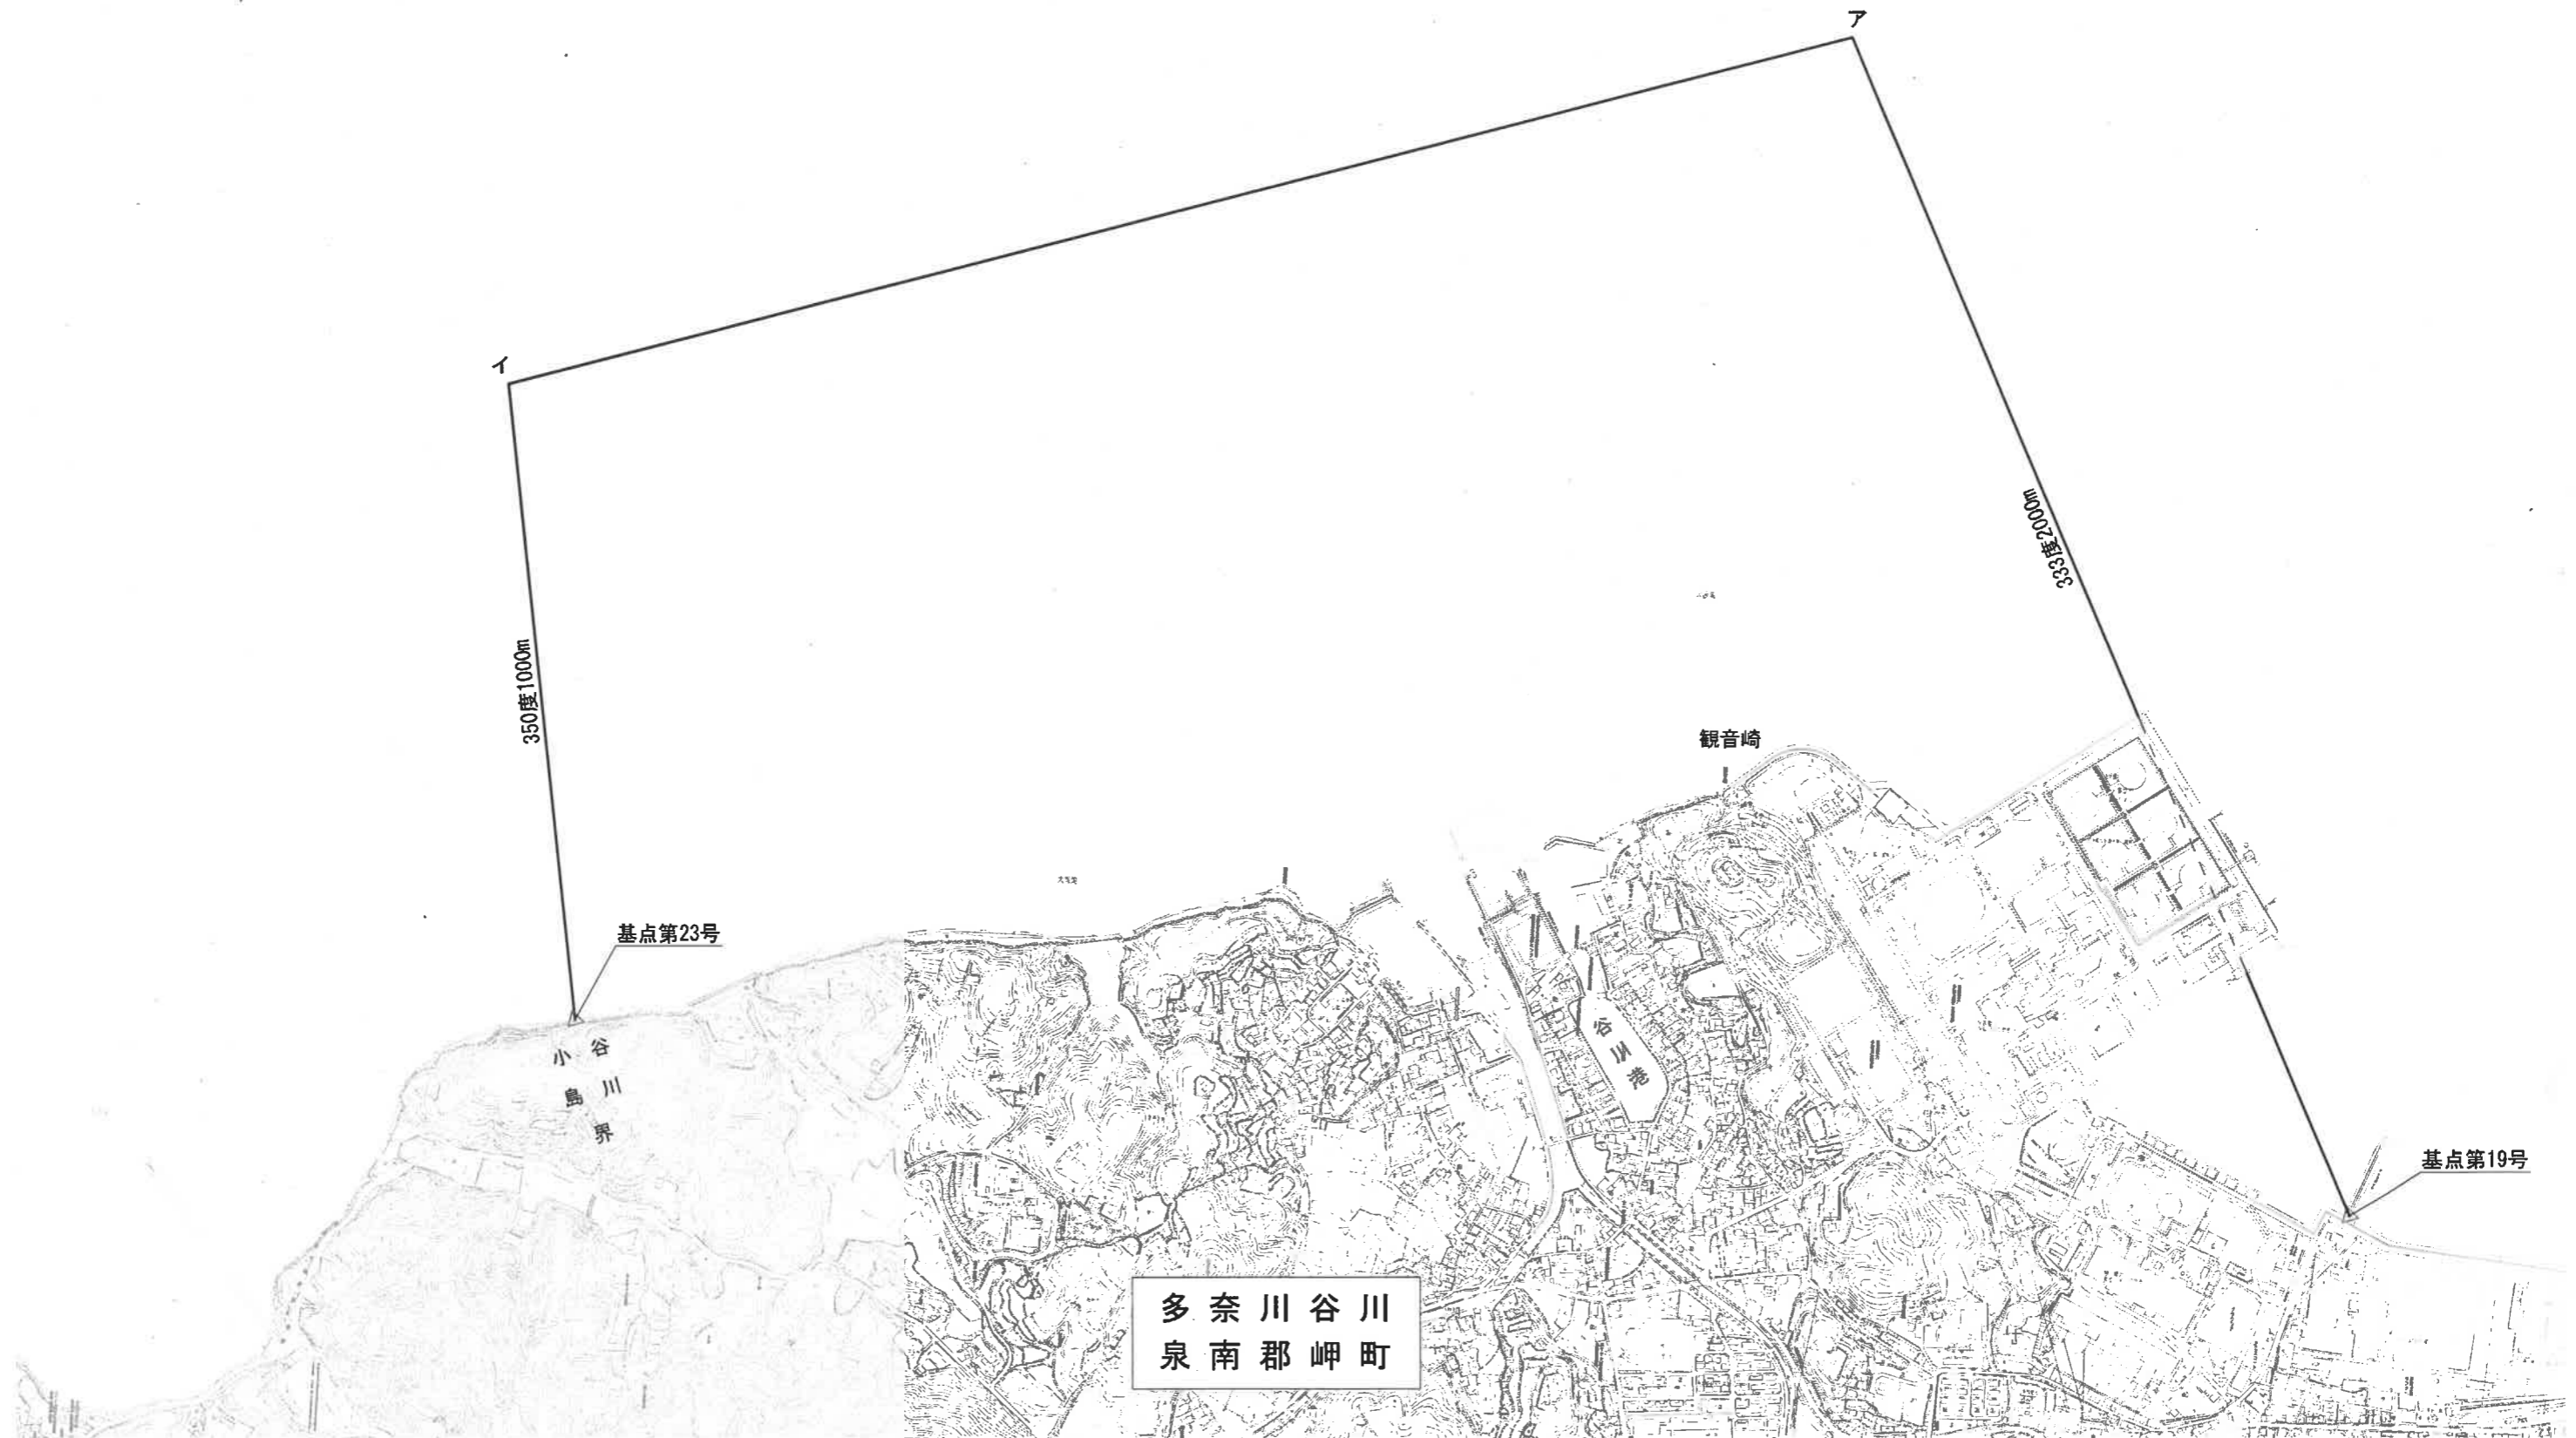 ア
イ
333度2000m
350度1000m
観音崎
基点第23号
小島
谷川
界
谷川港
基点第19号
多奈川谷川
泉南郡岬町